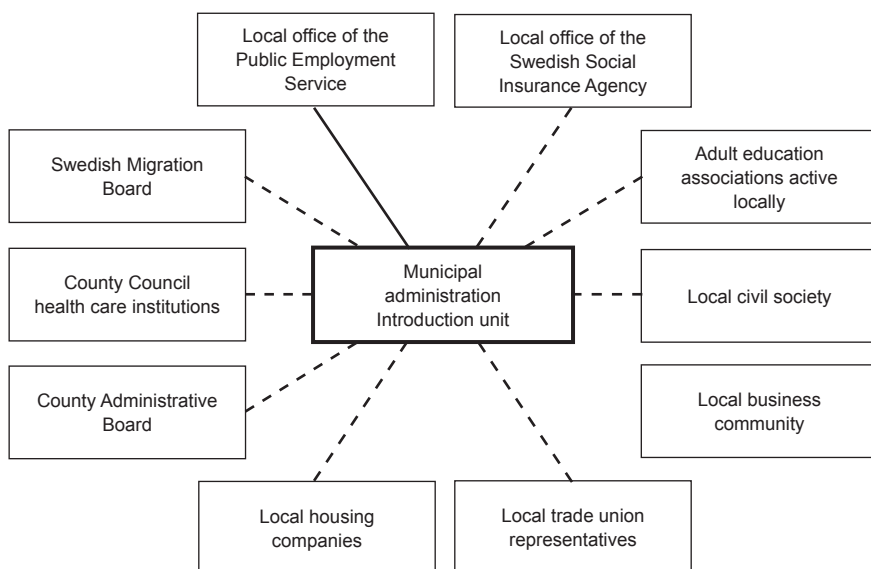 Local office of the
Public Employment
Service
Local office of the
Swedish Social
Insurance Agency
Swedish Migration
Board
Adult education
associations active
locally
County Council
health care institutions
Municipal
administration
Introduction unit
Local civil society
County Administrative
Board
Local business
community
Local housing
companies
Local trade union
representatives